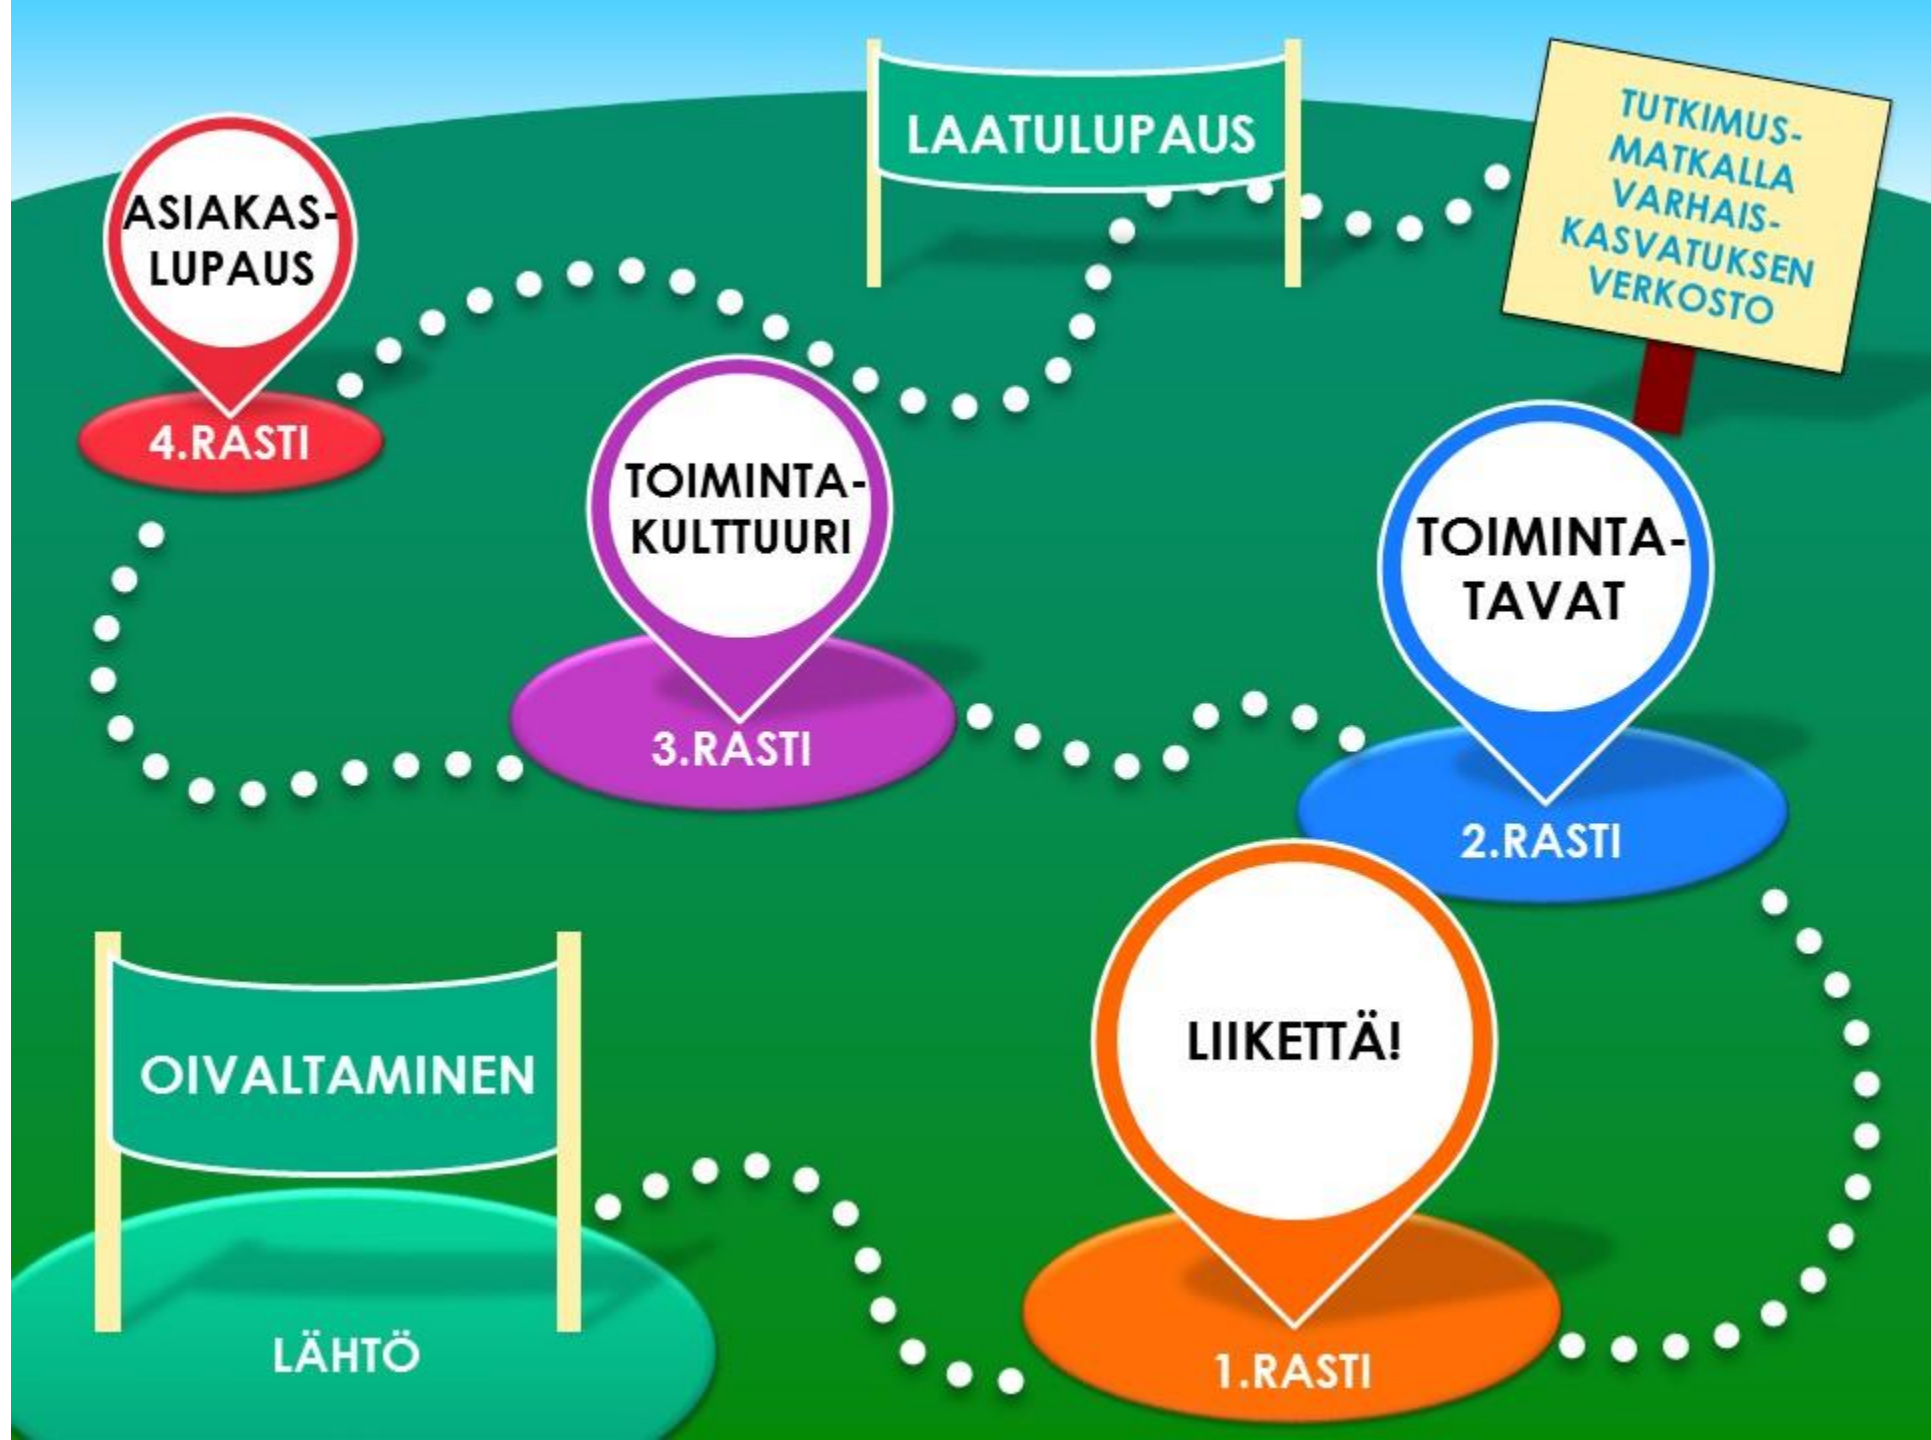 LAATULUPAUS
TUTKIMUS-
MATKALLA
VARHAIS-
KASVATUKSEN
VERKOSTO
ASIAKAS-
LUPAUS
4.RASTI
TOIMINTA-
KULTTUURI
3.RASTI
TOIMINTA-
TAVAT
2.RASTI
LIIKETTÄ!
1.RASTI
OIVALTAMINEN
LÄHTÖ